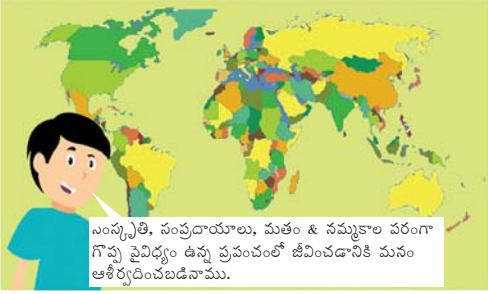 సంస్కృతి, సంప్రదాయాలు, మతం & నమ్మకాల పరంగా
గొప్ప వైవిధ్యం ఉన్న ప్రపంచంలో జీవించడానికి మనం
ఆశీర్వదించబడినాము.